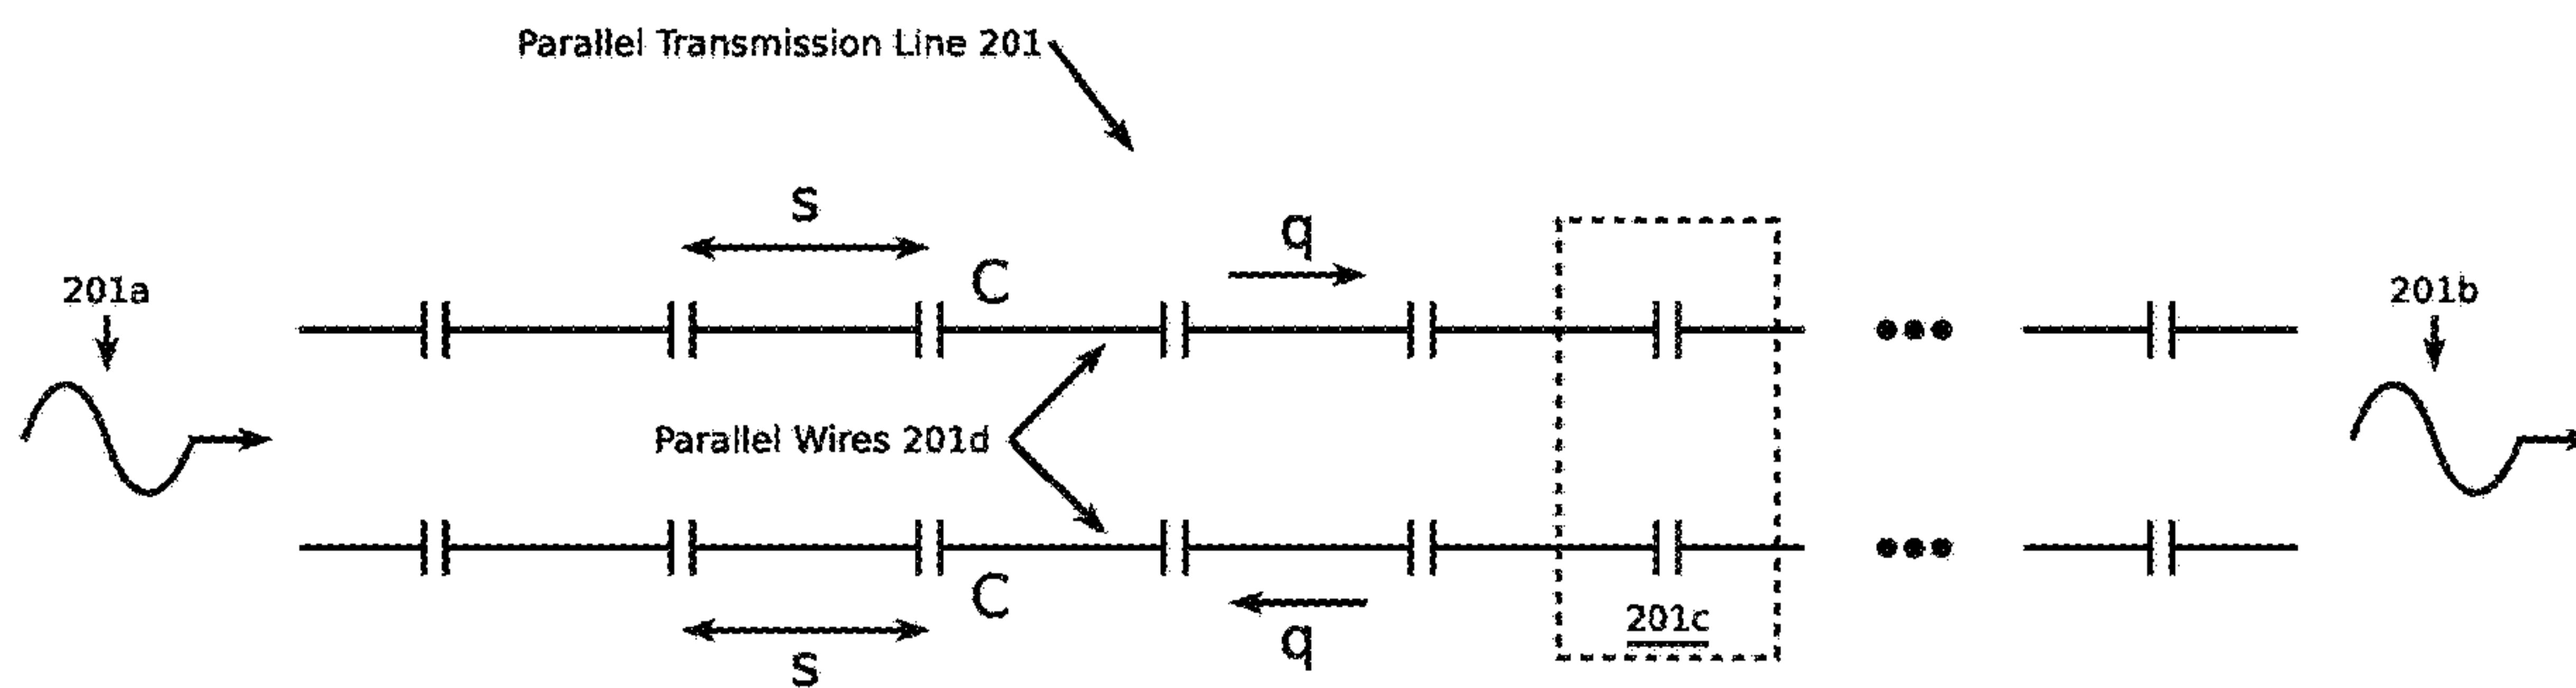 Parallel Transmission Line 201
s
q
C
201a
201b
Parallel Wires 201d
C
201c
q
s